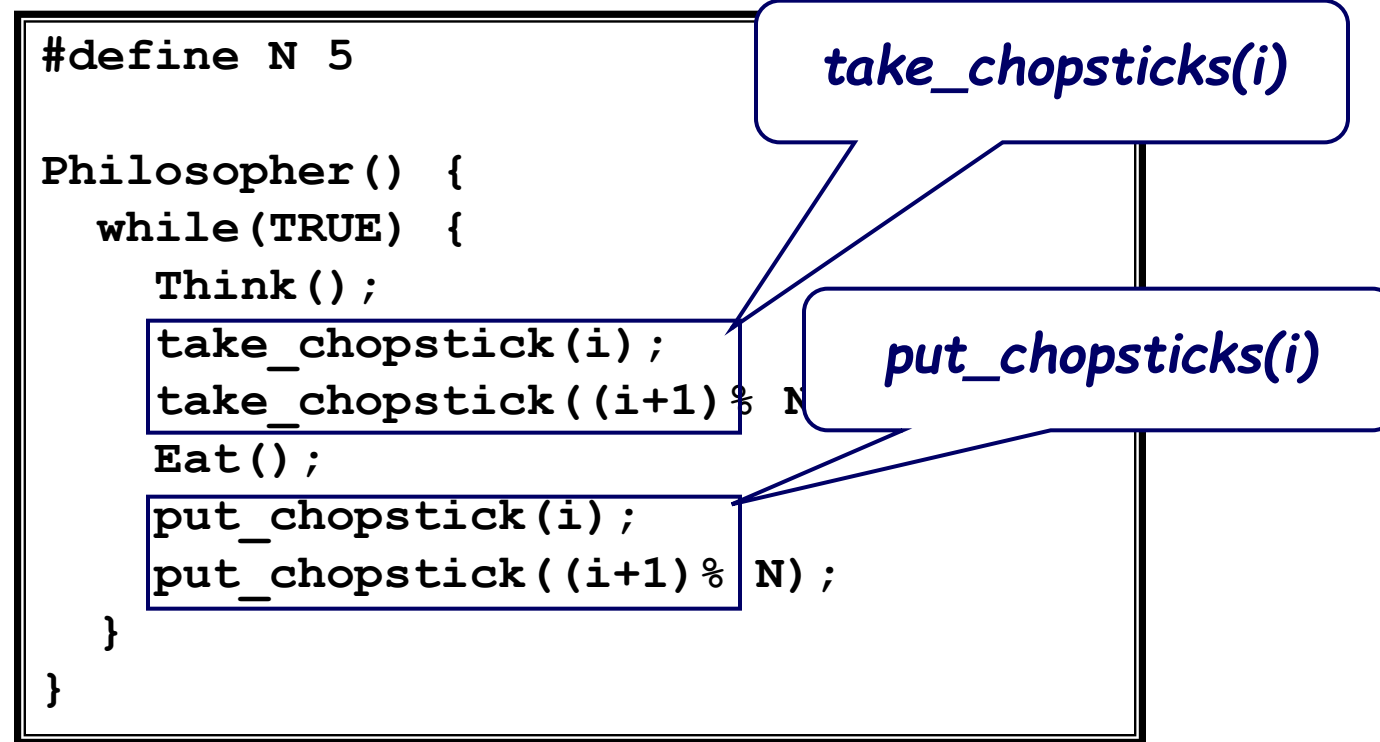 #define N 5
take_chopsticks(i)
Philosopher() {
while(TRUE) {
Think();
take_chopstick(i);
put_chopsticks(i)
take_chopstick((i+1)% N
Eat();
put_chopstick(i);
put_chopstick((i+1)% N);
}
}